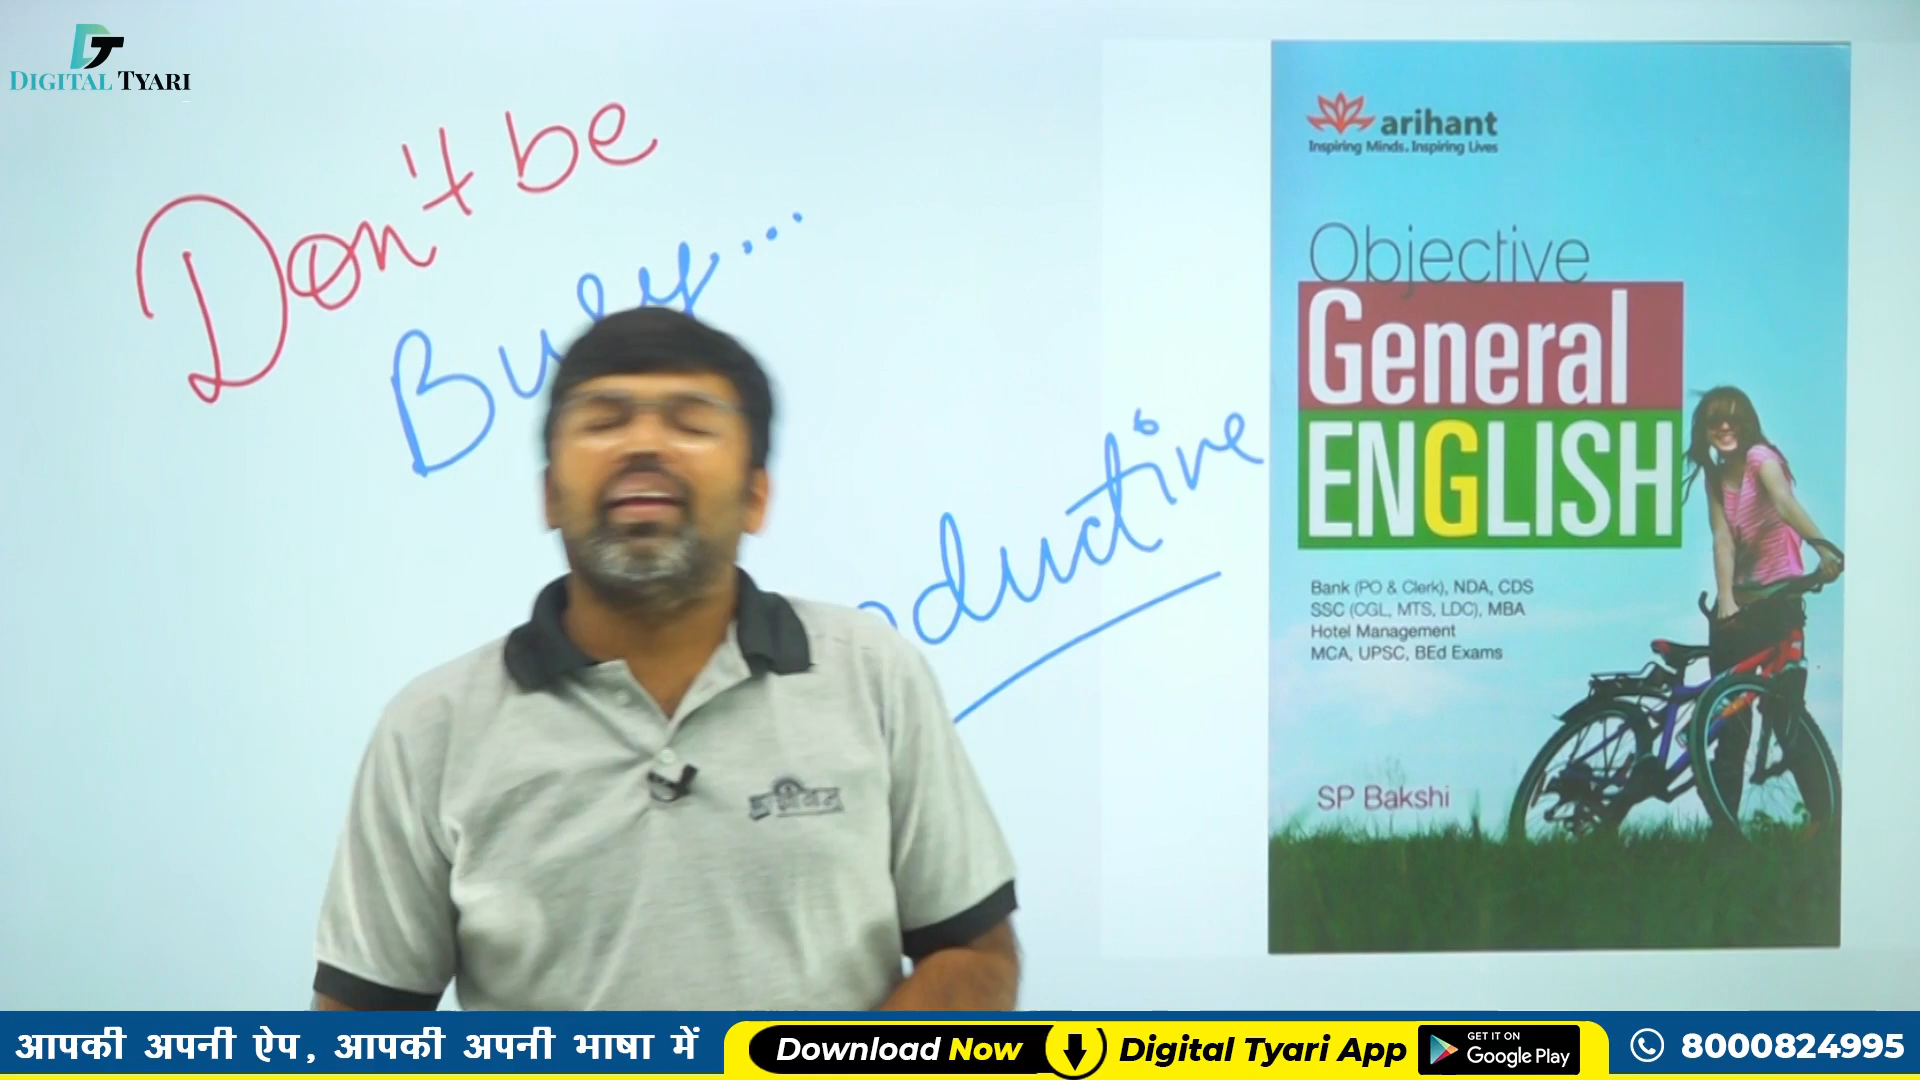 DT
DIGITAL TYARI
Don't be
Busy...
oductive
arihant
Inspiring Minds. Inspiring Lives
Objective
General
ENGLISH
Bank (PO & Clerk), NDA, CDS
SSC (CGL, MTS, LDC), MBA
Hotel Management
MCA, UPSC, BEd Exams
SP Bakshi
आपकी अपनी ऐप, आपकी अपनी भाषा में
Download Now
Digital Tyari App
GET IT ON
Google Play
8000824995